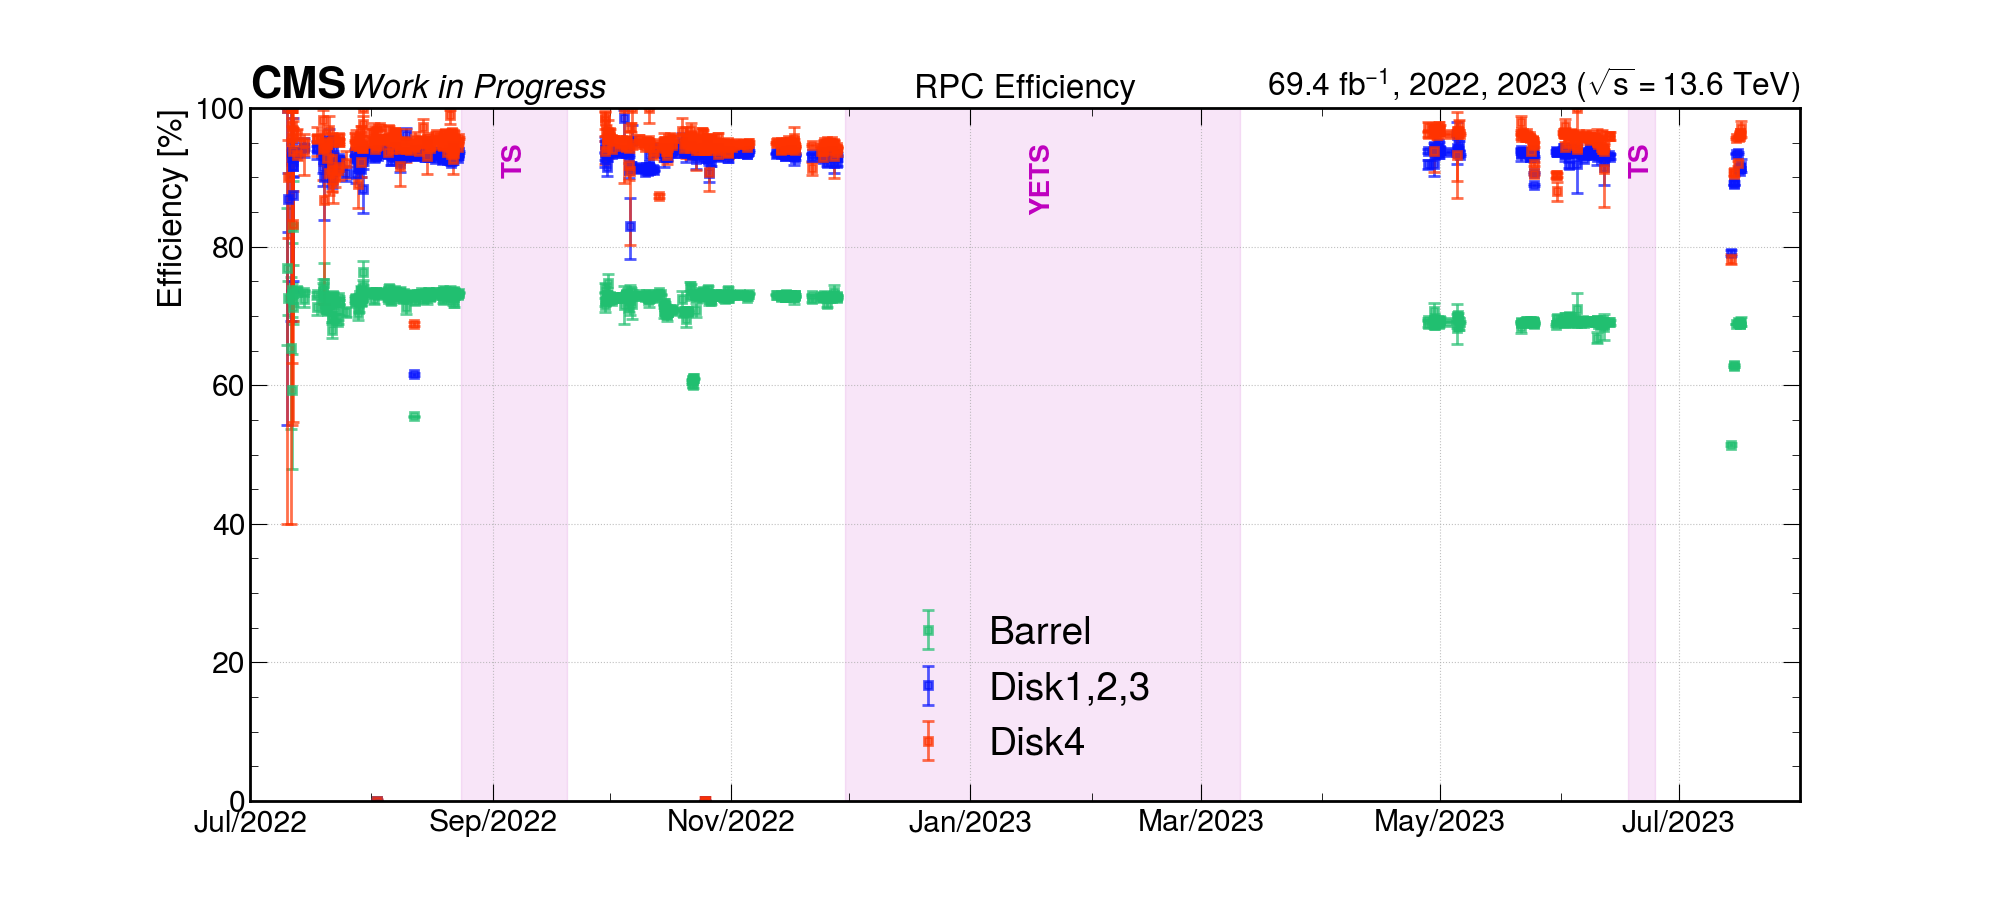 CMS Work in Progress
RPC Efficiency
69.4 fb⁻¹, 2022, 2023 (√s = 13.6 TeV)
Efficiency [%]
100
80
60
40
20
0
TS
YETS
TS
Barrel
Disk1,2,3
Disk4
Jul/2022
Sep/2022
Nov/2022
Jan/2023
Mar/2023
May/2023
Jul/2023